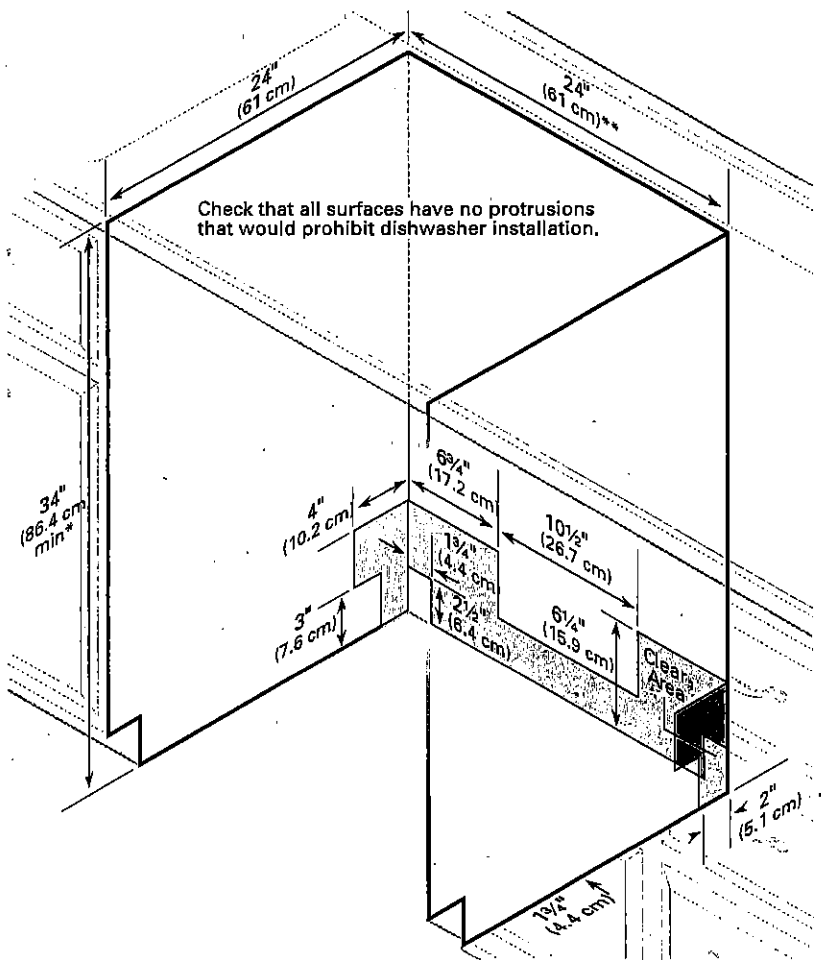 24"
(61 cm)
24"
(61 cm)**
Check that all surfaces have no protrusions
that would prohibit dishwasher installation.
6¾"
(17.2 cm)
34"
(86.4 cm
min*
4"
(10.2 cm)
10½"
(26.7 cm)
1¾"
(4.4 cm)
3"
(7.6 cm)
2½"
(6.4 cm)
6¼"
(15.9 cm)
Clear
Area
2"
(5.1 cm)
1¾"
(4.4 cm)